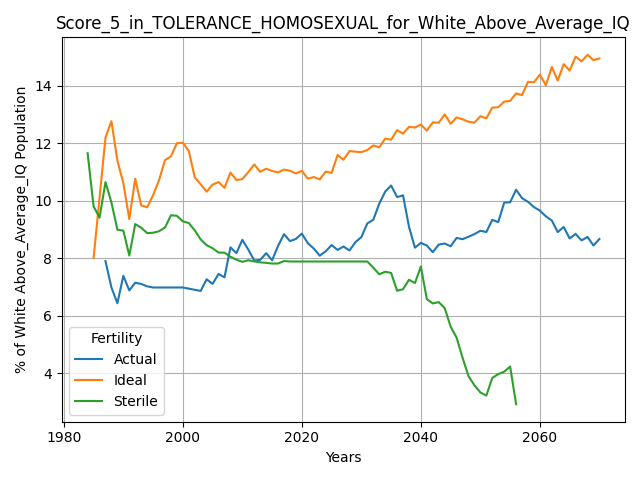 Score_5_in_TOLERANCE_HOMOSEXUAL_for_White_Above_Average_IQ
% of White Above_Average_IQ Population
14
12
10
8
6
4
Fertility
Actual
Ideal
Sterile
1980 2000 2020 2040 2060
Years